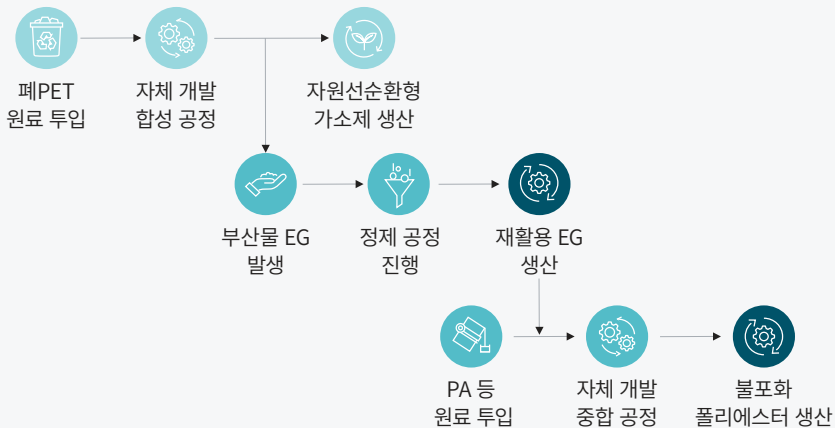 폐PET
원료 투입
자체 개발
합성 공정
자원선순환형
가소제 생산
부산물 EG
발생
정제 공정
진행
재활용 EG
생산
PA 등
원료 투입
자체 개발
중합 공정
불포화
폴리에스터 생산